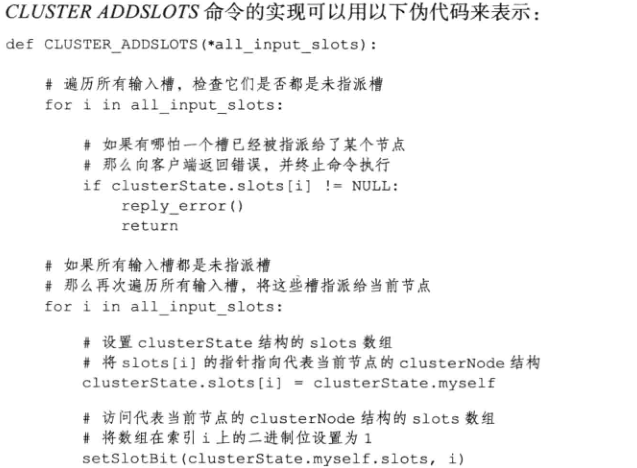 CLUSTER ADDSLOTS 命令的实现可以用以下伪代码来表示：
def CLUSTER_ADDSLOTS(*all_input_slots):
# 遍历所有输入槽，检查它们是否都是未指派槽
for i in all_input_slots:
# 如果有哪怕一个槽已经被指派给了某个节点
# 那么向客户端返回错误，并终止命令执行
if clusterState.slots[i] != NULL:
reply_error()
return
# 如果所有输入槽都是未指派槽
# 那么再次遍历所有输入槽，将这些槽指派给当前节点
for i in all_input_slots:
# 设置 clusterState 结构的 slots 数组
# 将 slots[i] 的指针指向代表当前节点的 clusterNode 结构
clusterState.slots[i] = clusterState.myself
# 访问代表当前节点的 clusterNode 结构的 slots 数组
# 将数组在索引 i 上的二进制位设置为 1
setSlotBit(clusterState.myself.slots, i)